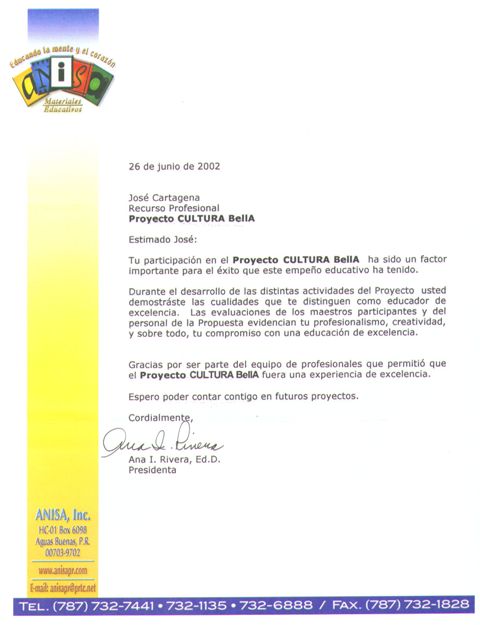 Educando la mente y el corazón
aNiSa
Materiales
Educativos
26 de junio de 2002
José Cartagena
Recurso Profesional
Proyecto CULTURA BellA
Estimado José:
Tu participación en el Proyecto CULTURA BellA ha sido un factor
importante para el éxito que este empeño educativo ha tenido.
Durante el desarrollo de las distintas actividades del Proyecto usted
demostráste las cualidades que te distinguen como educador de
excelencia. Las evaluaciones de los maestros participantes y del
personal de la Propuesta evidencian tu profesionalismo, creatividad,
y sobre todo, tu compromiso con una educación de excelencia.
Gracias por ser parte del equipo de profesionales que permitió que
el Proyecto CULTURA BellA fuera una experiencia de excelencia.
Espero poder contar contigo en futuros proyectos.
Cordialmente,
Ana I. Rivera
Ana I. Rivera, Ed.D.
Presidenta
ANISA, Inc.
HC-01 Box 6098
Aguas Buenas, P.R.
00703-9702
www.anisapr.com
E-mail: anisapr@prtc.net
TEL. (787) 732-7441 • 732-1135 • 732-6888 / FAX. (787) 732-1828